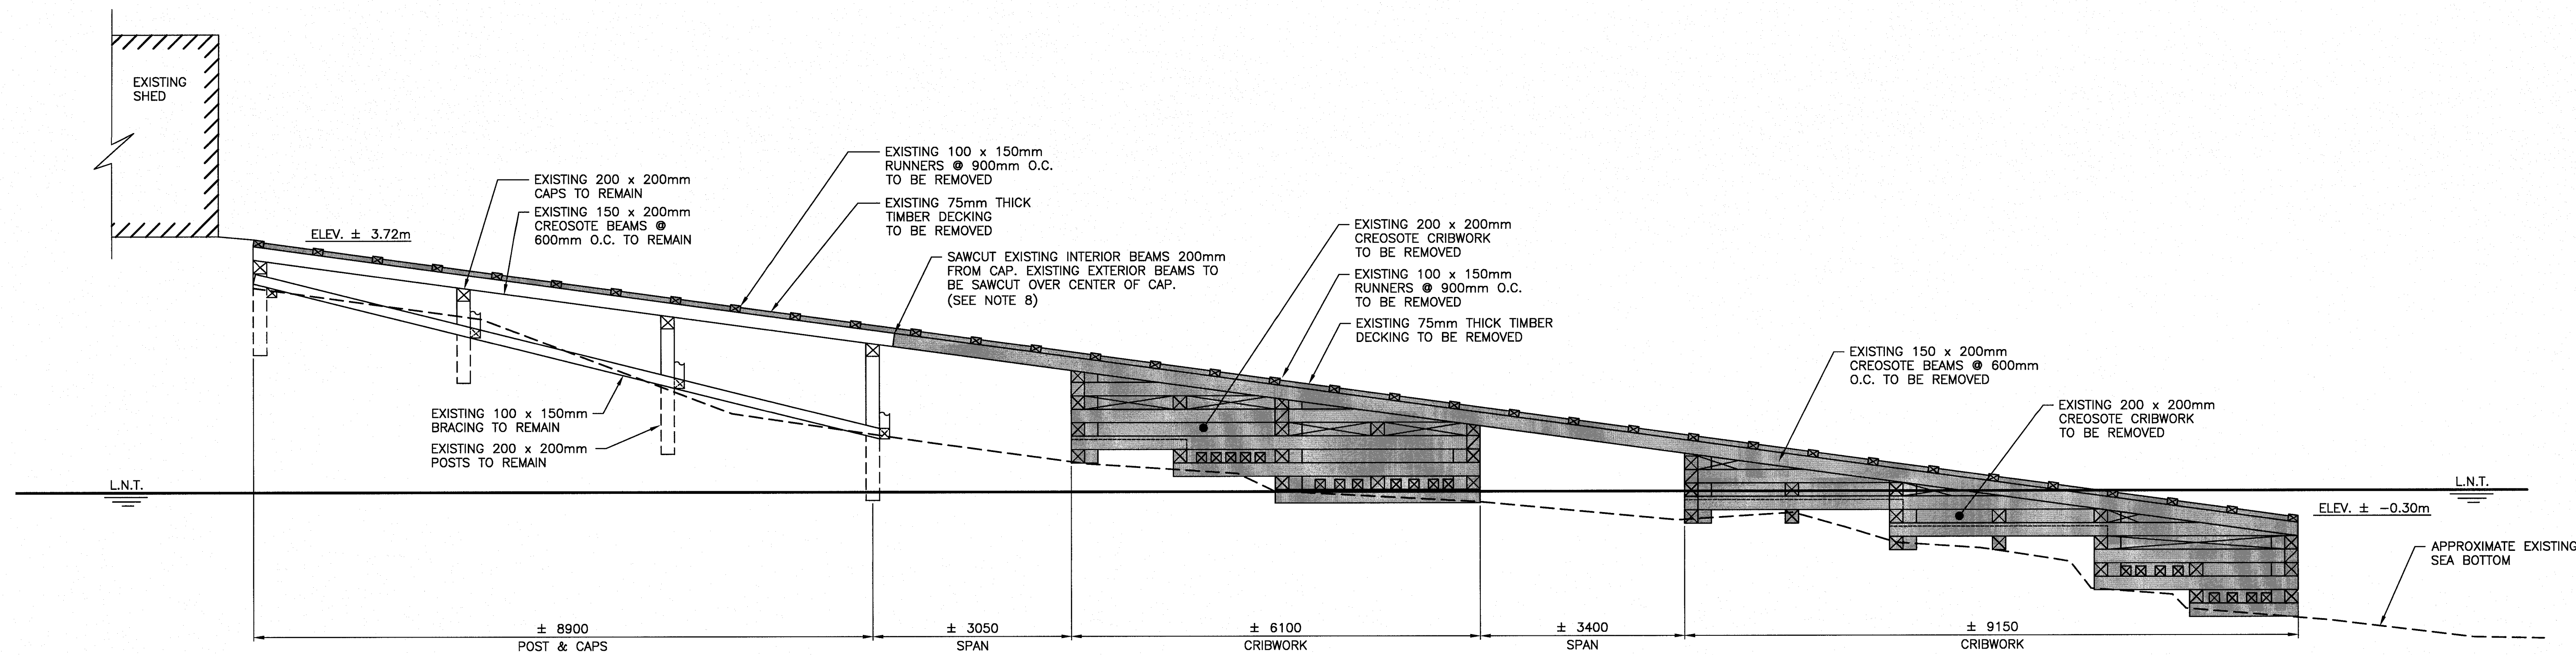 EXISTING
SHED
ELEV. ± 3.72m
EXISTING 200 x 200mm
CAPS TO REMAIN
EXISTING 150 x 200mm
CREOSOTE BEAMS @
600mm O.C. TO REMAIN
EXISTING 100 x 150mm
RUNNERS @ 900mm O.C.
TO BE REMOVED
EXISTING 75mm THICK
TIMBER DECKING
TO BE REMOVED
SAWCUT EXISTING INTERIOR BEAMS 200mm
FROM CAP. EXISTING EXTERIOR BEAMS TO
BE SAWCUT OVER CENTER OF CAP.
(SEE NOTE 8)
EXISTING 200 x 200mm
CREOSOTE CRIBWORK
TO BE REMOVED
EXISTING 100 x 150mm
RUNNERS @ 900mm O.C.
TO BE REMOVED
EXISTING 75mm THICK TIMBER
DECKING TO BE REMOVED
EXISTING 150 x 200mm
CREOSOTE BEAMS @ 600mm
O.C. TO BE REMOVED
EXISTING 200 x 200mm
CREOSOTE CRIBWORK
TO BE REMOVED
EXISTING 100 x 150mm
BRACING TO REMAIN
EXISTING 200 x 200mm
POSTS TO REMAIN
L.N.T.
L.N.T.
ELEV. ± -0.30m
APPROXIMATE EXISTING
SEA BOTTOM
± 8900
POST & CAPS
± 3050
SPAN
± 6100
CRIBWORK
± 3400
SPAN
± 9150
CRIBWORK